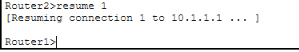 Router2>resume 1
[Resuming connection 1 to 10.1.1.1 ... ]
Router1>